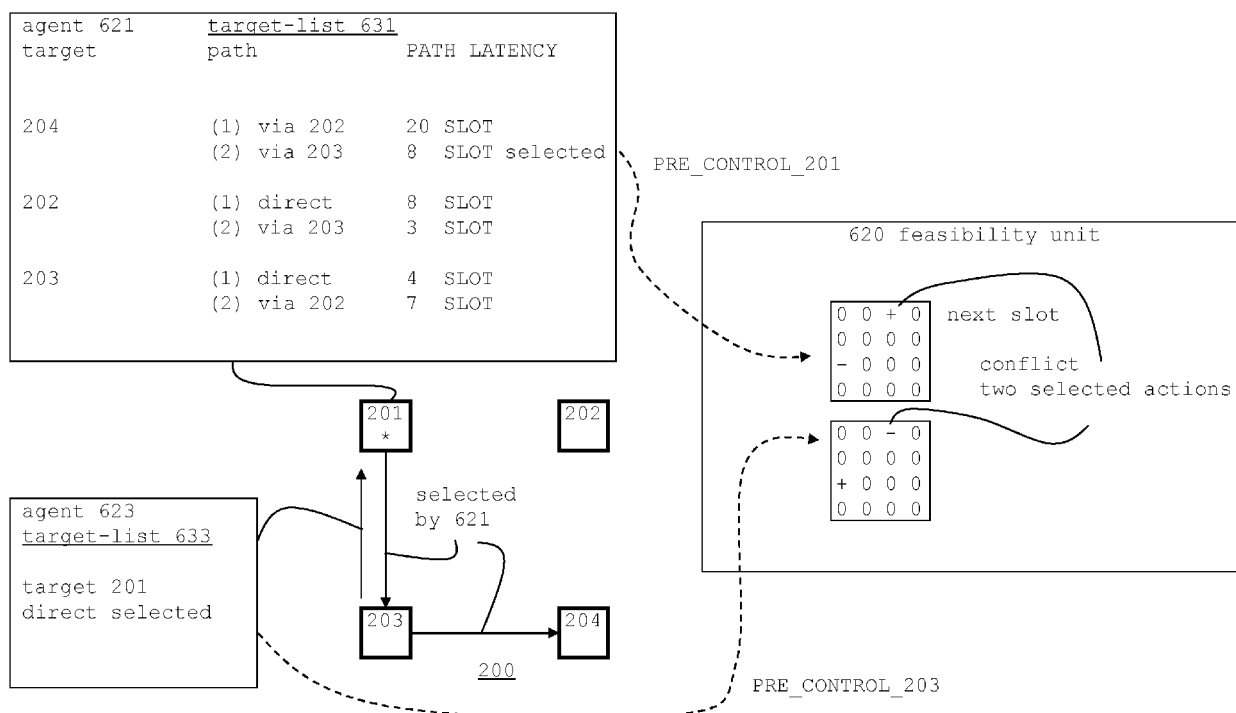 agent 621 target-list 631
target path PATH LATENCY
204 (1) via 202 20 SLOT
(2) via 203 8 SLOT selected
202 (1) direct 8 SLOT
(2) via 203 3 SLOT
203 (1) direct 4 SLOT
(2) via 202 7 SLOT
PRE_CONTROL_201
620 feasibility unit
0 0 + 0 next slot
0 0 0 0
- 0 0 0 conflict
0 0 0 0 two selected actions
0 0 - 0
0 0 0 0
+ 0 0 0
0 0 0 0
201
*
202
selected
by 621
agent 623
target-list 633
target 201
direct selected
203
204
200
PRE_CONTROL_203